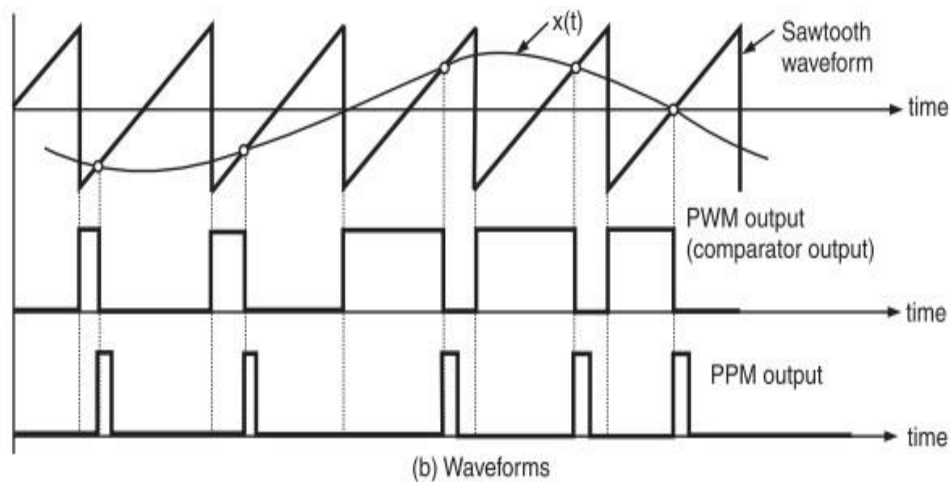 x(t)
Sawtooth
waveform
time
PWM output
(comparator output)
time
PPM output
time
(b) Waveforms